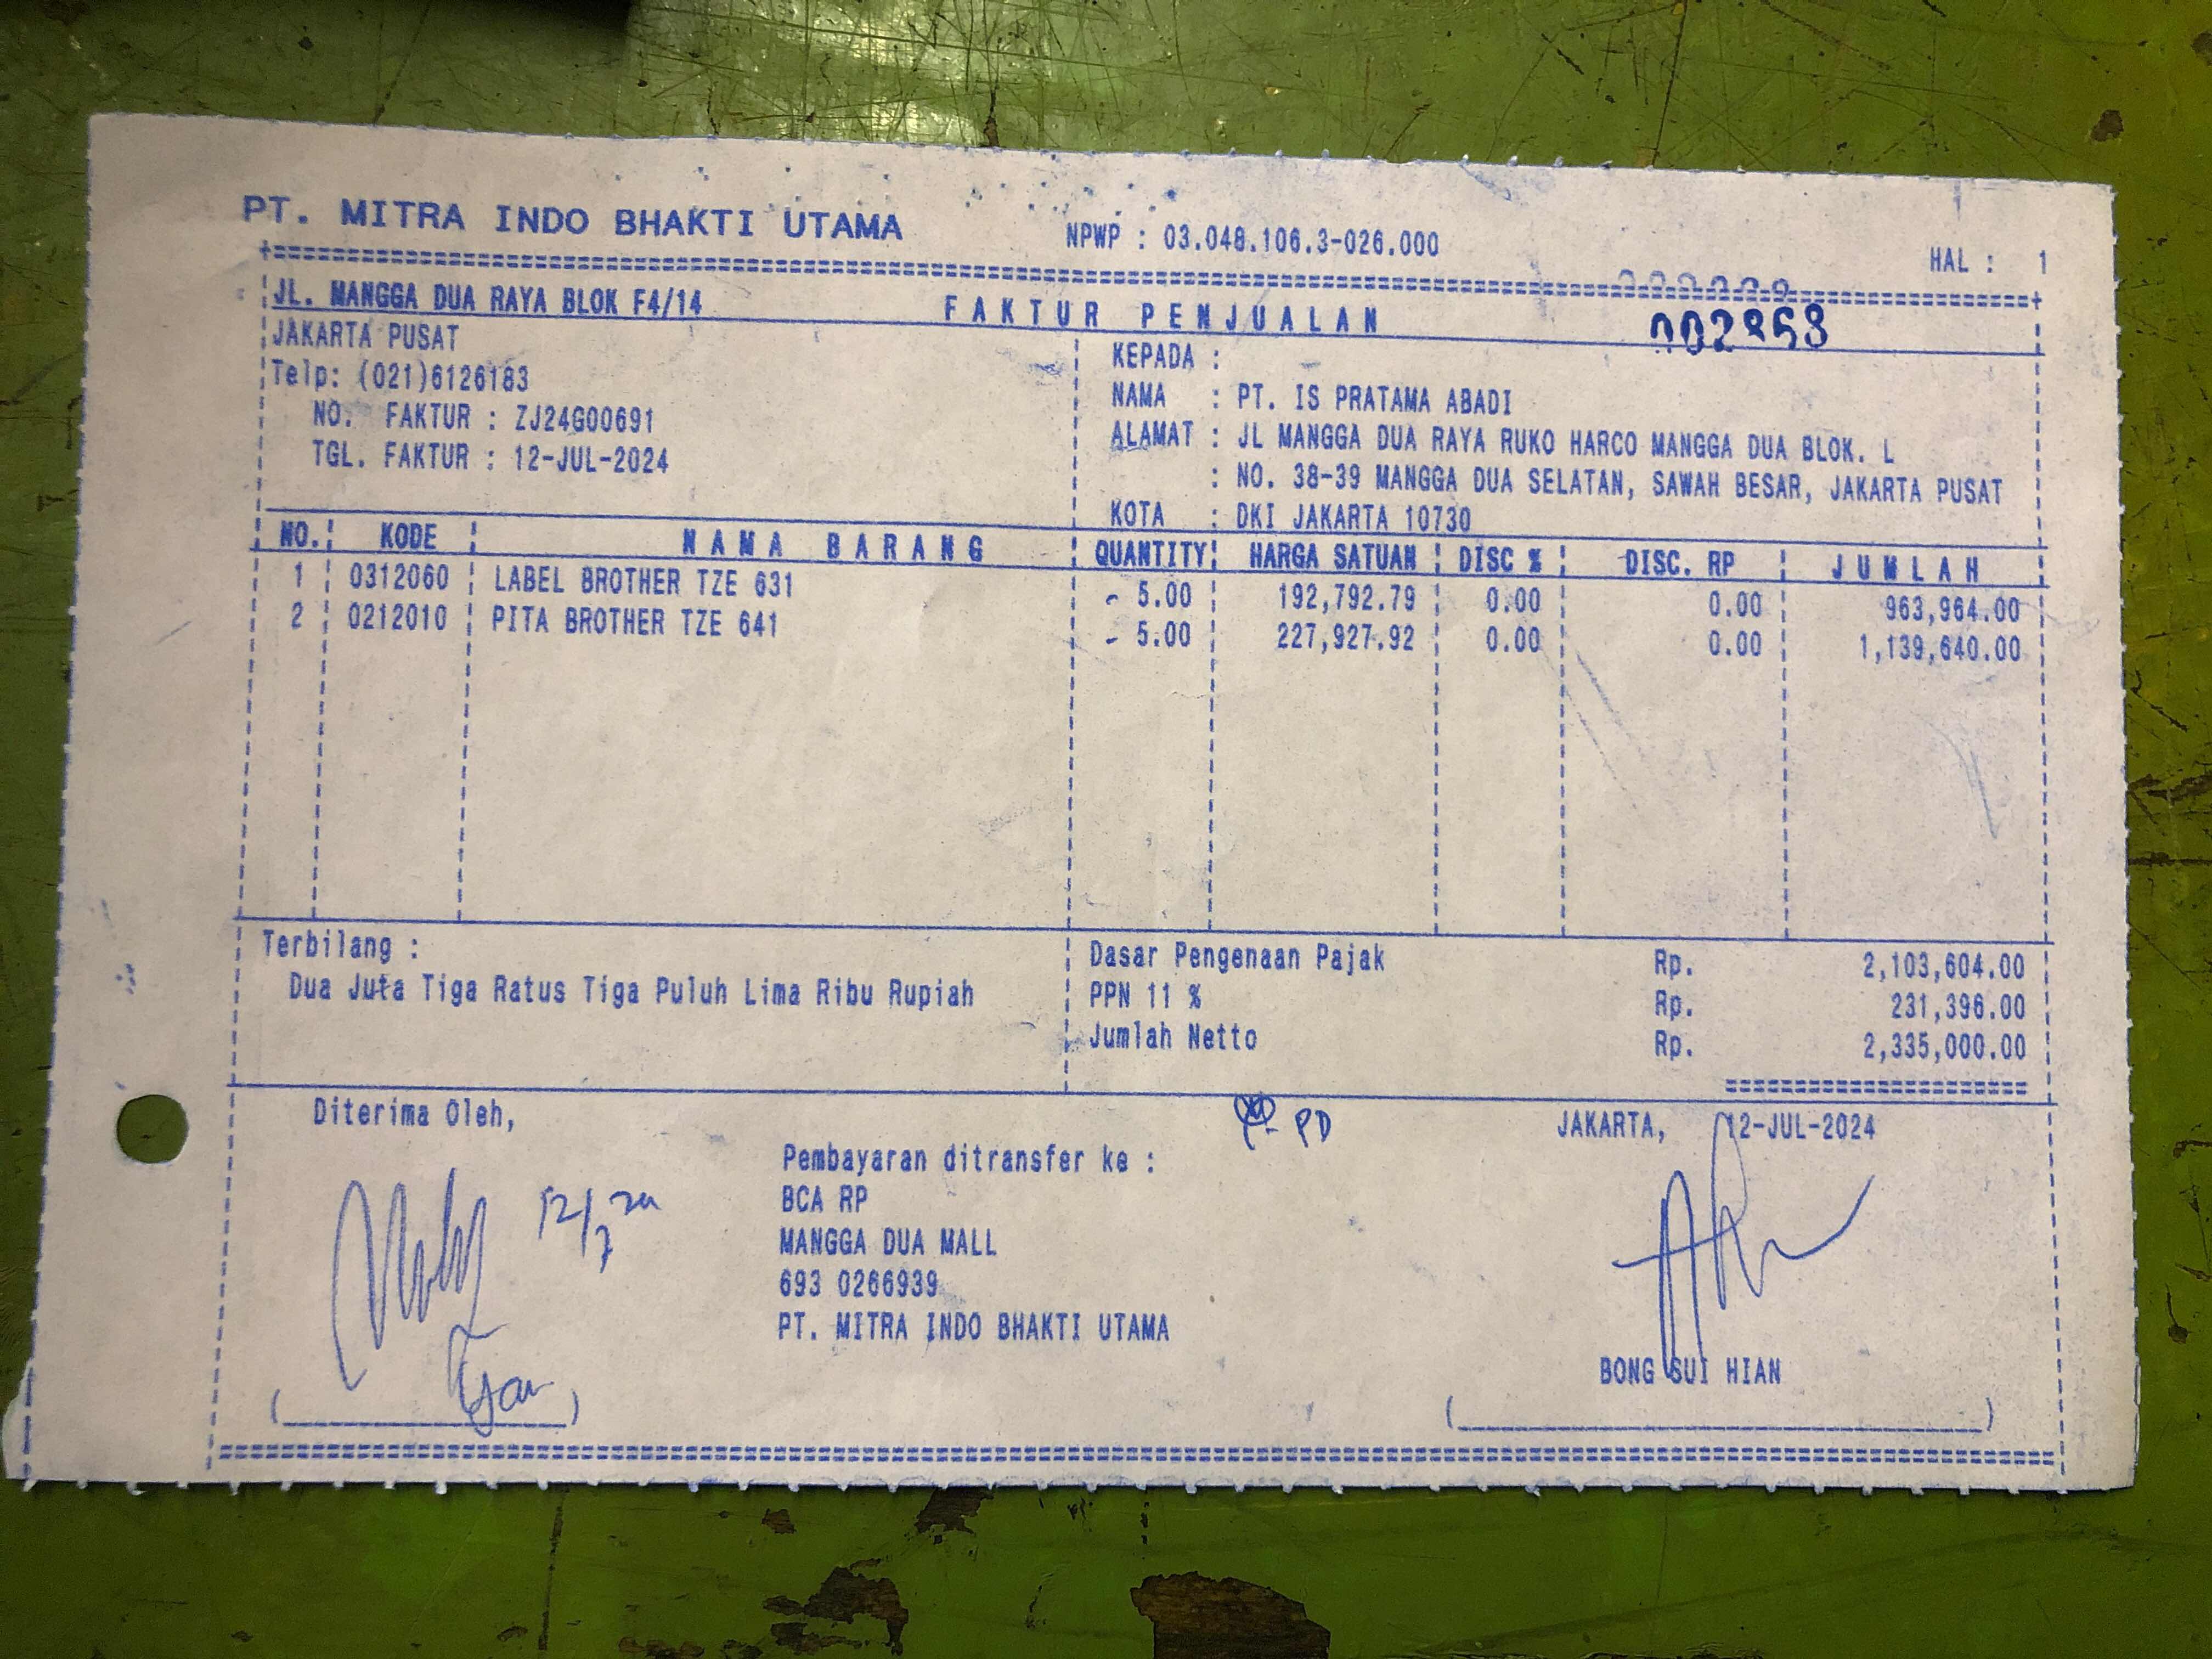 PT. MITRA INDO BHAKTI UTAMA NPWP : 03.048.106.3-026.000 HAL : 1
JL. MANGGA DUA RAYA BLOK F4/14 FAKTUR PENJUALAN
JAKARTA PUSAT
Telp: (021)6126183
NO. FAKTUR : ZJ24G00691
TGL. FAKTUR : 12-JUL-2024
KEPADA :
NAMA : PT. IS PRATAMA ABADI
ALAMAT : JL MANGGA DUA RAYA RUKO HARCO MANGGA DUA BLOK. L
: NO. 38-39 MANGGA DUA SELATAN, SAWAH BESAR, JAKARTA PUSAT
KOTA : DKI JAKARTA 10730
NO. KODE NAMA BARANG QUANTITY HARGA SATUAN DISC % DISC. RP JUMLAH
1 0312060 LABEL BROTHER TZE 631 5.00 192,792.79 0.00 0.00 963,964.00
2 0212010 PITA BROTHER TZE 641 5.00 227,927.92 0.00 0.00 1,139,640.00
Terbilang :
Dua Juta Tiga Ratus Tiga Puluh Lima Ribu Rupiah
Dasar Pengenaan Pajak Rp. 2,103,604.00
PPN 11 % Rp. 231,396.00
Jumlah Netto Rp. 2,335,000.00
Diterima Oleh,
PD
JAKARTA, 12-JUL-2024
Pembayaran ditransfer ke :
BCA RP
MANGGA DUA MALL
693 0266939
PT. MITRA INDO BHAKTI UTAMA
BONG SUI HIAN